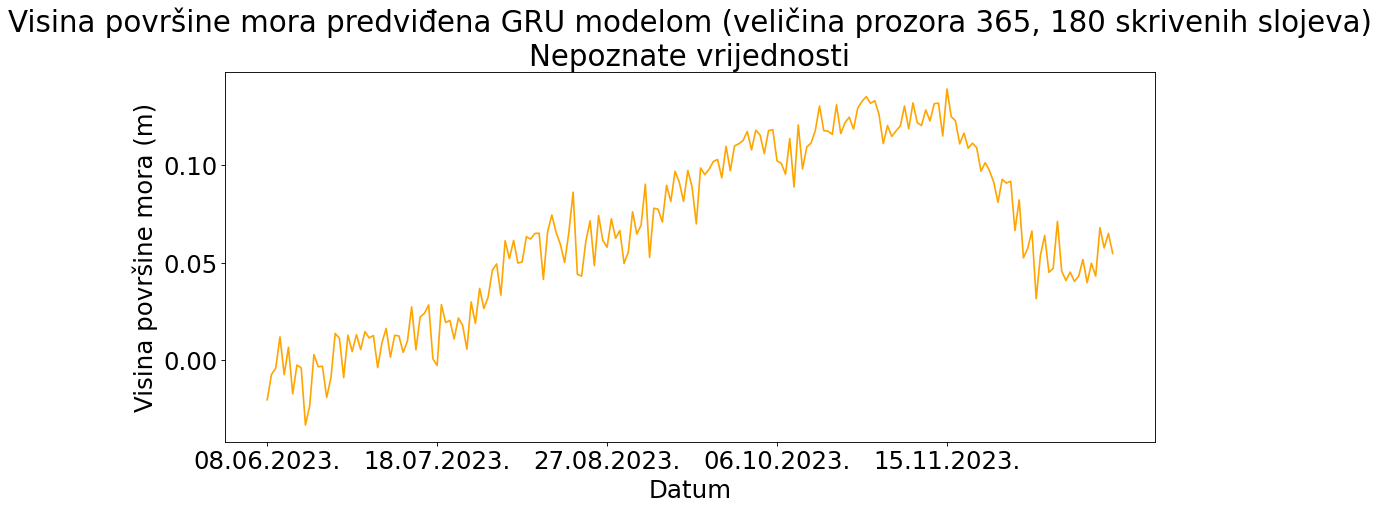 Visina površine mora predviđena GRU modelom (veličina prozora 365, 180 skrivenih slojeva)
Nepoznate vrijednosti
Visina površine mora (m)
0.10
0.05
0.00
08.06.2023. 18.07.2023. 27.08.2023. 06.10.2023. 15.11.2023.
Datum